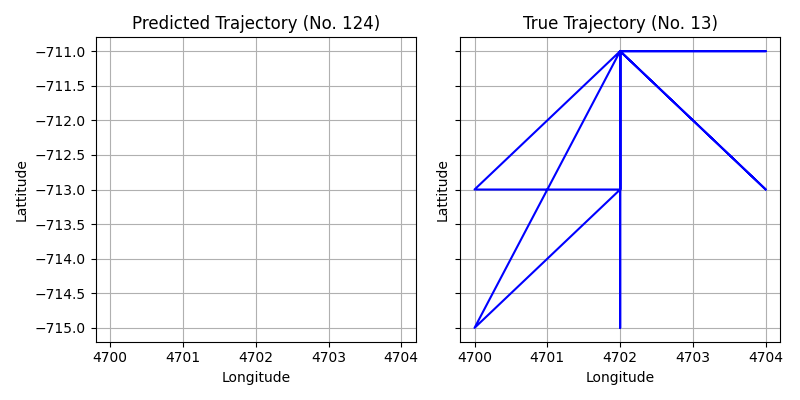 Predicted Trajectory (No. 124)
True Trajectory (No. 13)
−711.0
−711.5
−712.0
−712.5
−713.0
−713.5
−714.0
−714.5
−715.0
Lattitude
Lattitude
4700 4701 4702 4703 4704
4700 4701 4702 4703 4704
Longitude
Longitude